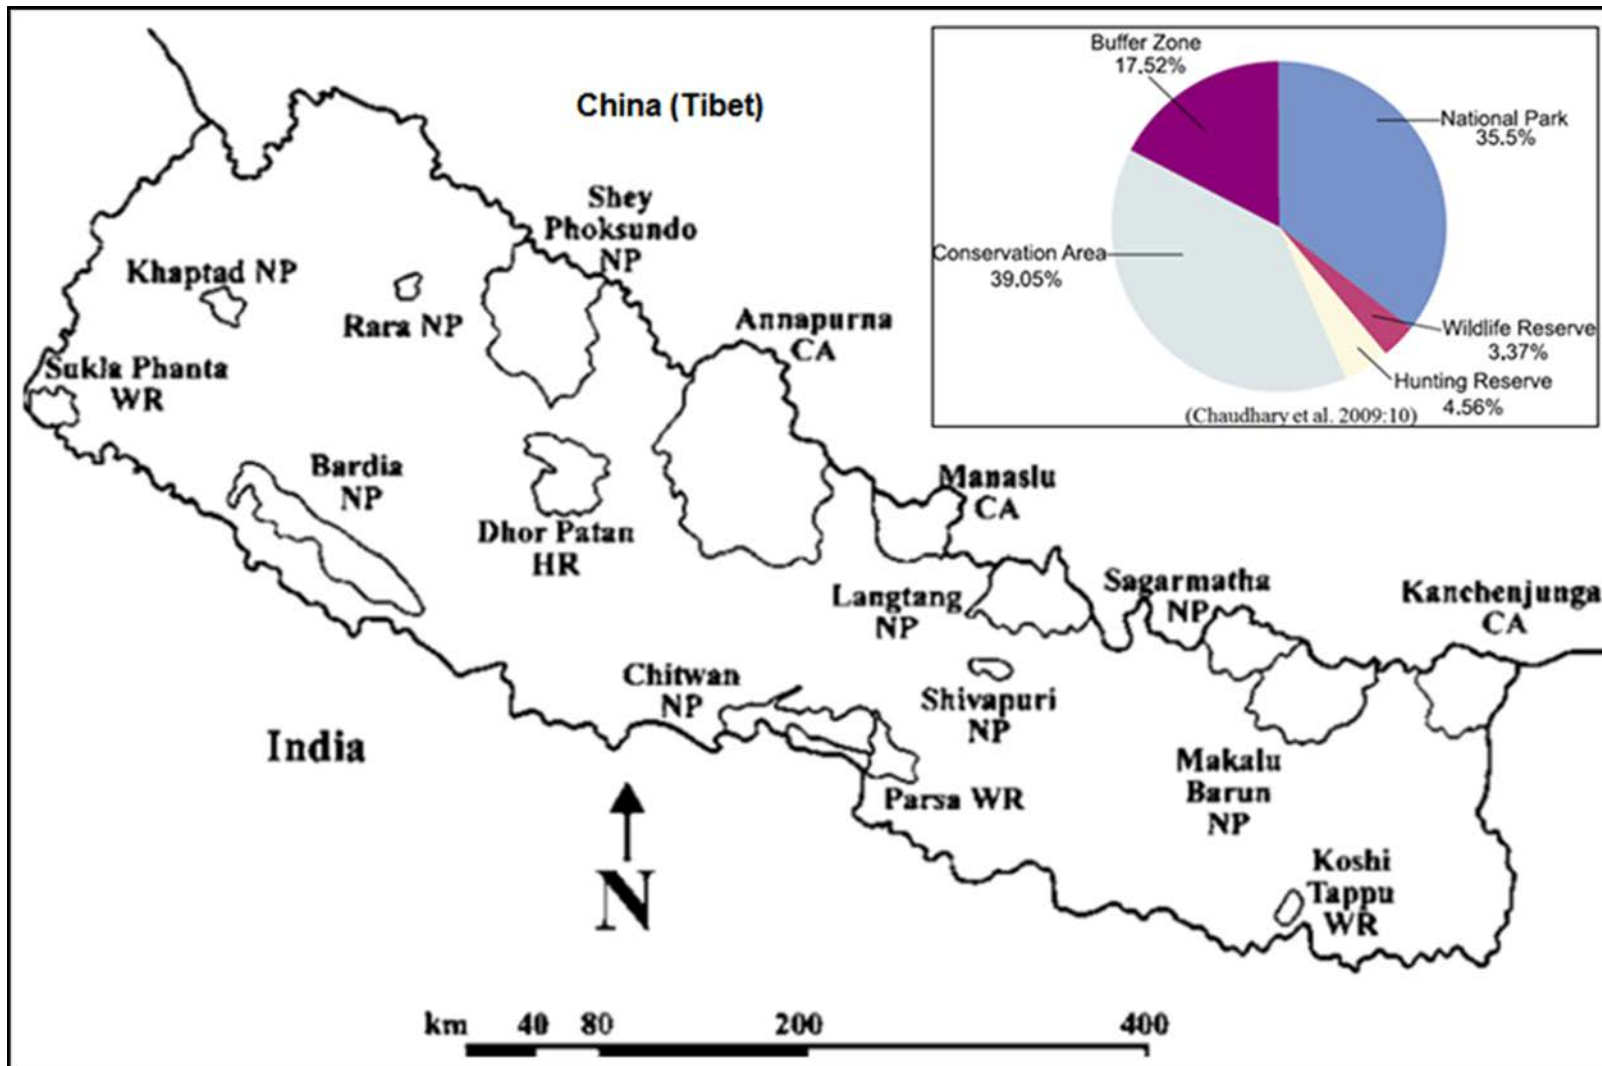 China (Tibet)
Buffer Zone
17.52%
National Park
35.5%
Conservation Area
39.05%
Wildlife Reserve
3.37%
Hunting Reserve
4.56%
(Chaudhary et al. 2009:10)
Shey
Phoksundo
NP
Khaptad NP
Rara NP
Annapurna
CA
Sukla Phanta
WR
Bardia
NP
Dhor Patan
HR
Manaslu
CA
Langtang
NP
Sagarmatha
NP
Kanchenjunga
CA
Chitwan
NP
Shivapuri
NP
India
Makalu
Barun
NP
Parsa WR
Koshi
Tappu
WR
N
km 40 80 200 400